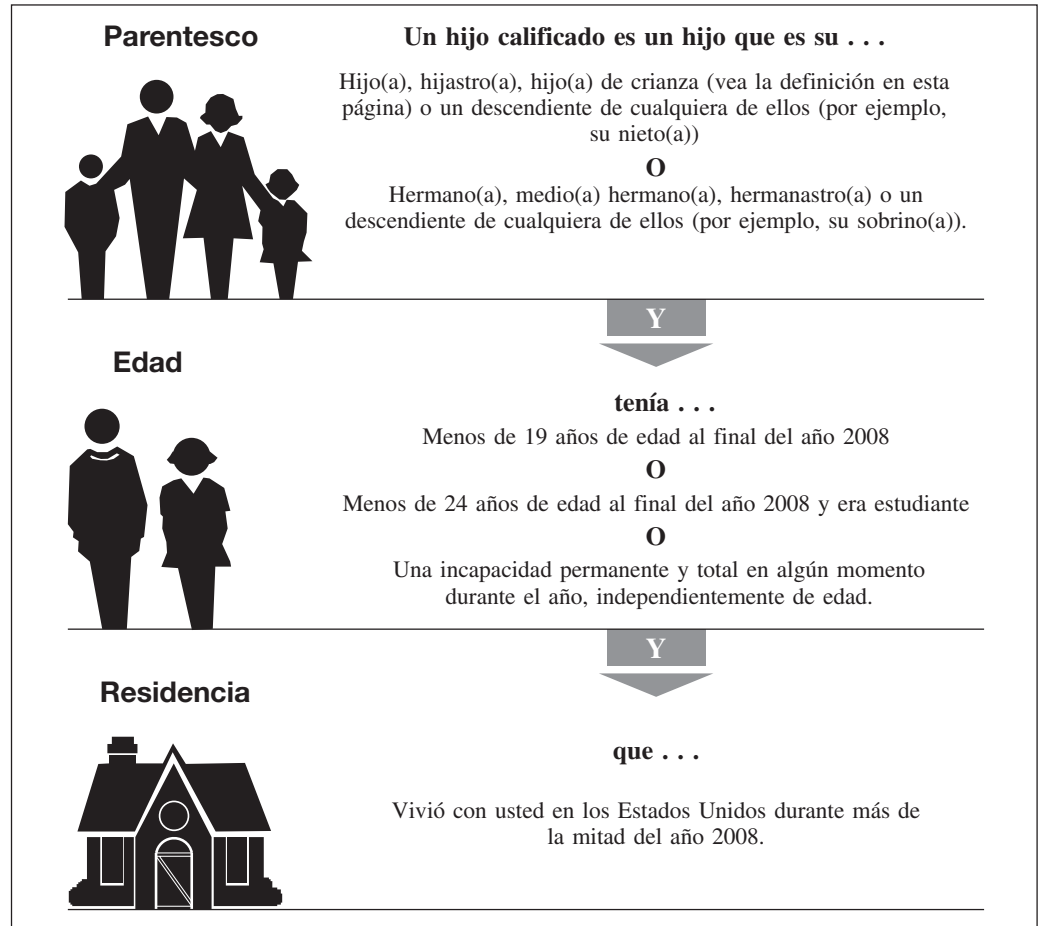 Parentesco
Un hijo calificado es un hijo que es su . . .
Hijo(a), hijastro(a), hijo(a) de crianza (vea la definición en esta
página) o un descendiente de cualquiera de ellos (por ejemplo,
su nieto(a))
O
Hermano(a), medio(a) hermano(a), hermanastro(a) o un
descendiente de cualquiera de ellos (por ejemplo, su sobrino(a)).
Y
Edad
tenía . . .
Menos de 19 años de edad al final del año 2008
O
Menos de 24 años de edad al final del año 2008 y era estudiante
O
Una incapacidad permanente y total en algún momento
durante el año, independientemente de edad.
Y
Residencia
que . . .
Vivió con usted en los Estados Unidos durante más de
la mitad del año 2008.